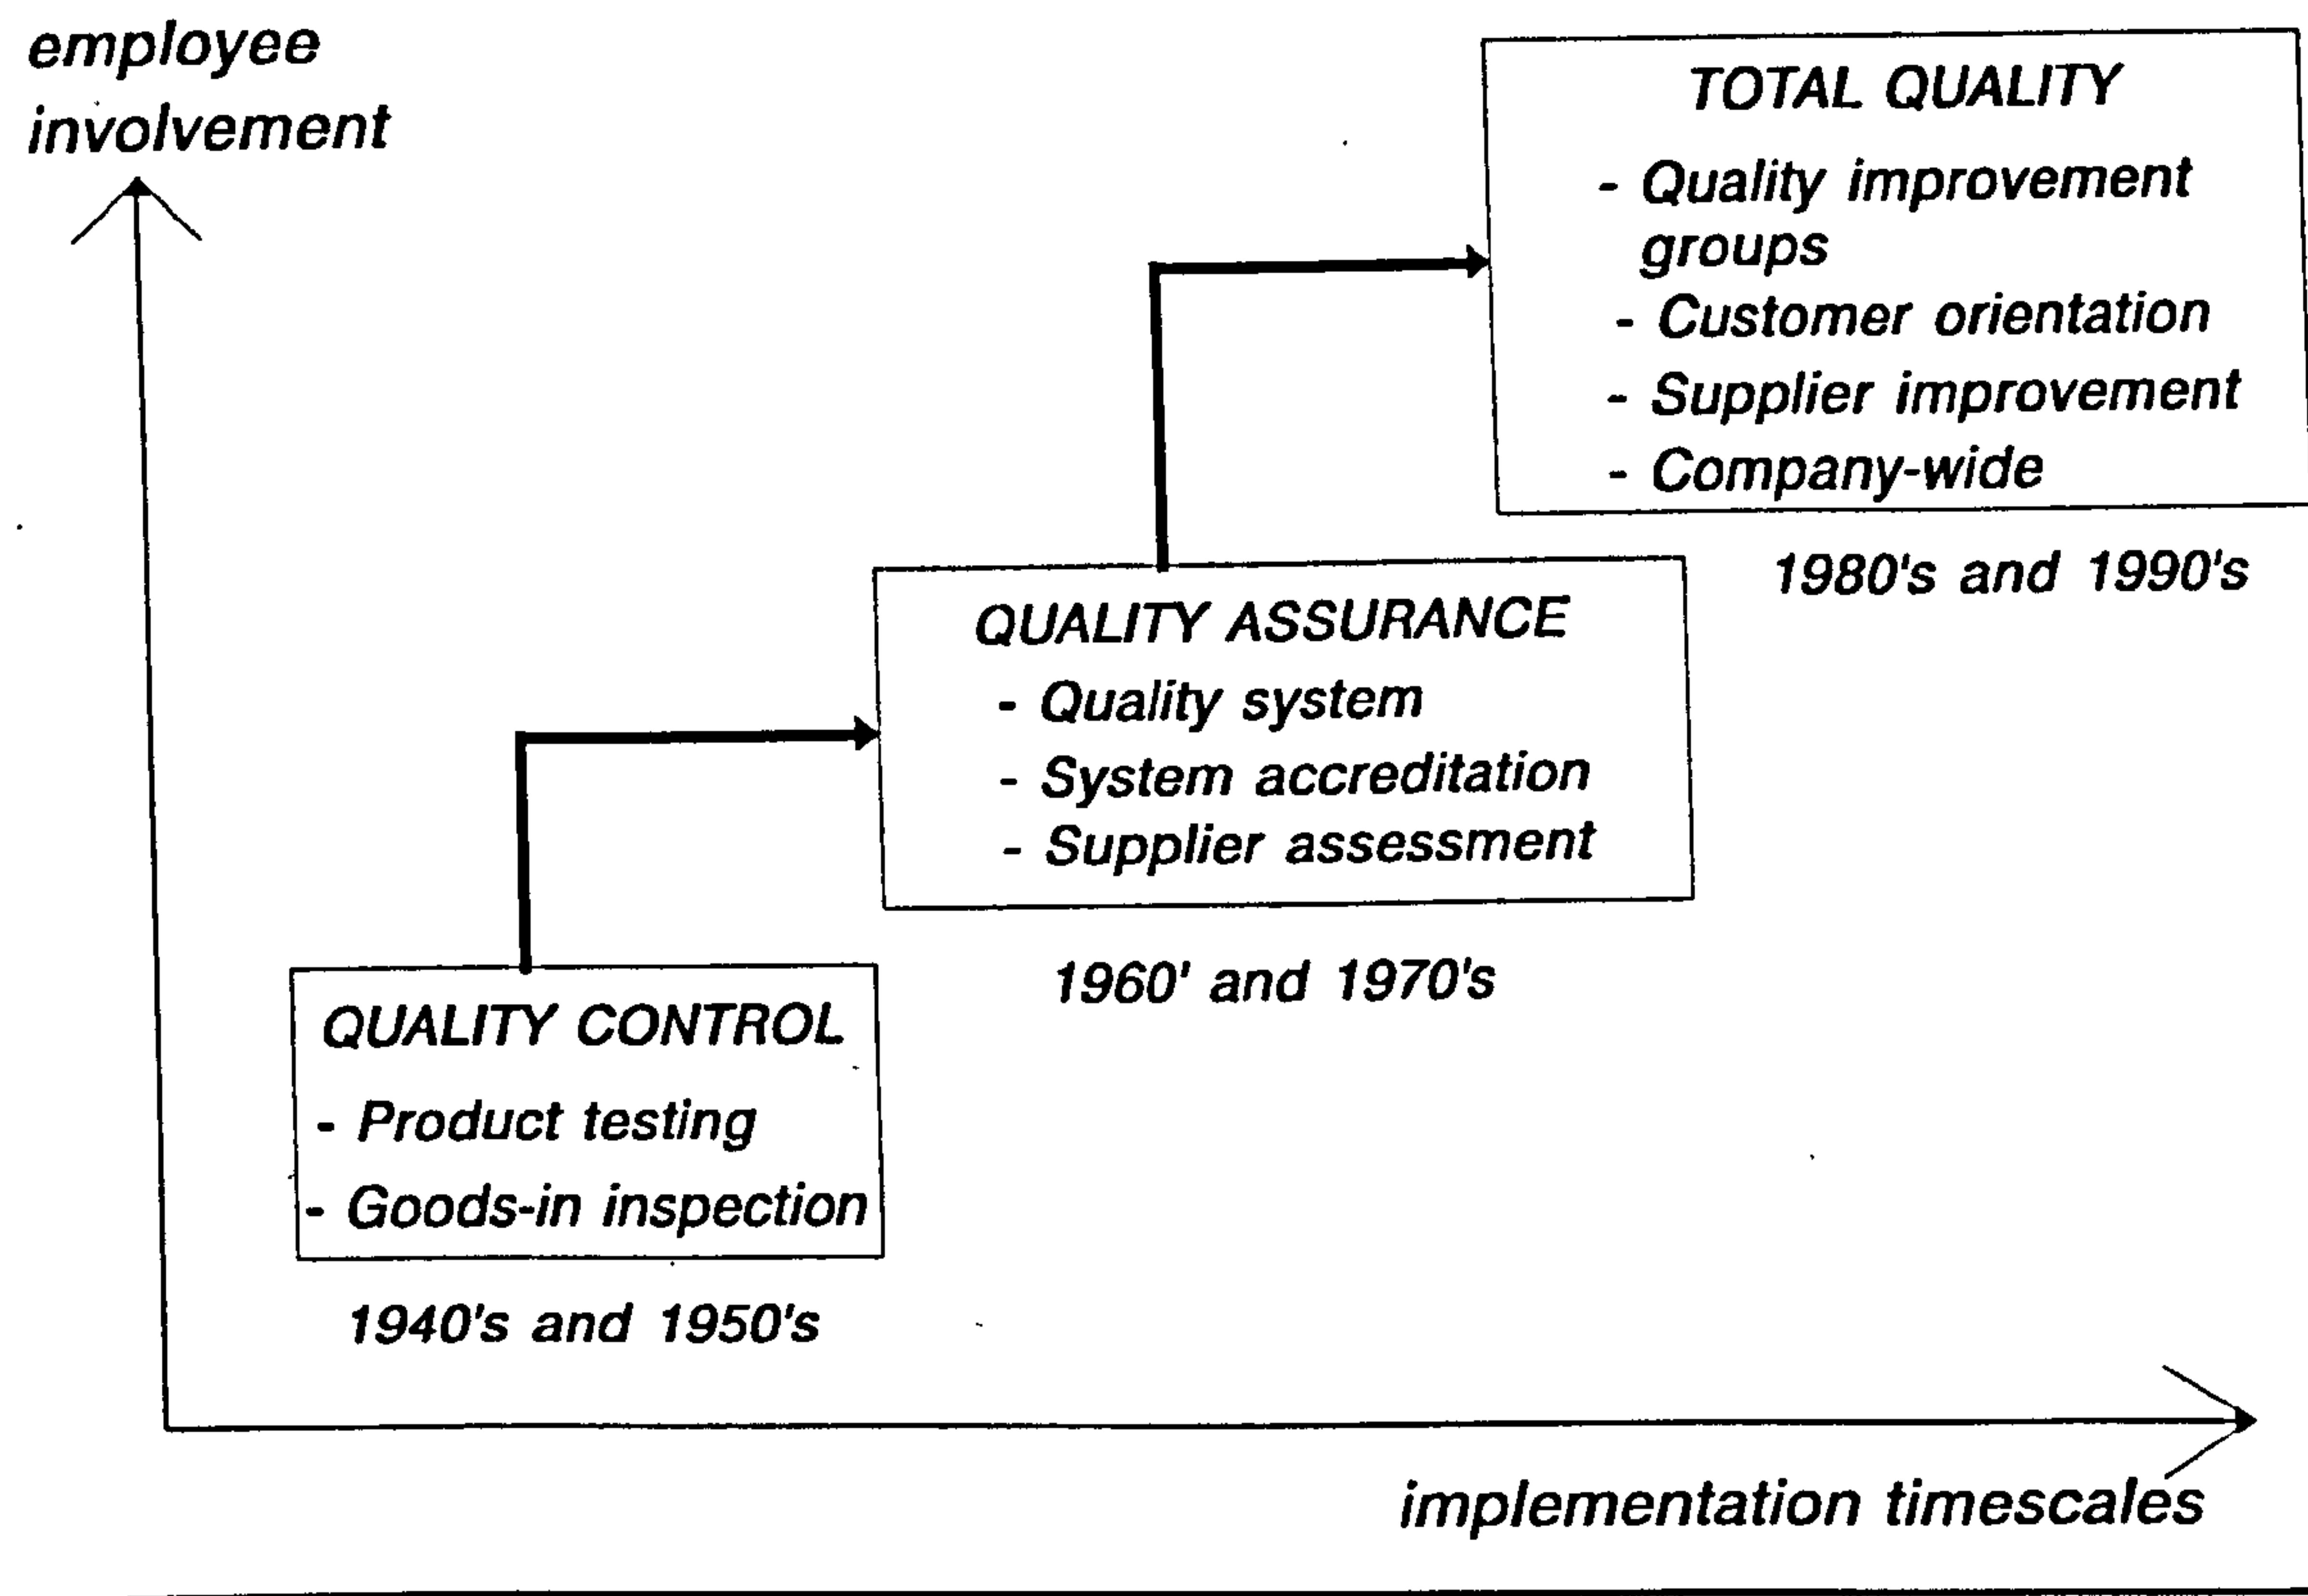 employee
involvement
TOTAL QUALITY
- Quality improvement
groups
- Customer orientation
- Supplier improvement
- Company-wide
1980's and 1990's
QUALITY ASSURANCE
- Quality system
- System accreditation
- Supplier assessment
1960' and 1970's
QUALITY CONTROL
- Product testing
- Goods-in inspection
1940's and 1950's
implementation timescales